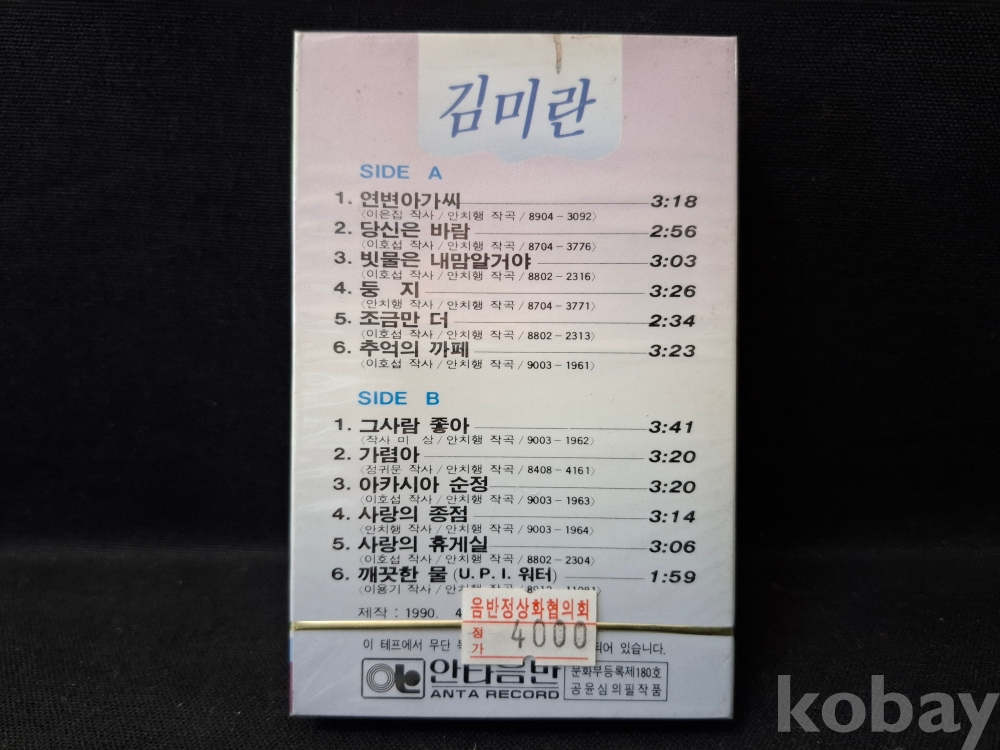 김미란
SIDE A
1. 연변아가씨 3:18
〈이은집 작사 / 안치행 작곡 / 8904-3092〉
2. 당신은 바람 2:56
〈이호섭 작사 / 안치행 작곡 / 8704-3776〉
3. 빗물은 내맘알거야 3:03
〈이호섭 작사 / 안치행 작곡 / 8802-2316〉
4. 둥 지 3:26
〈안치행 작사 / 안치행 작곡 / 8704-3771〉
5. 조금만 더 2:34
〈이호섭 작사 / 안치행 작곡 / 8802-2313〉
6. 추억의 까페 3:23
〈이호섭 작사 / 안치행 작곡 / 9003-1961〉
SIDE B
1. 그사람 좋아 3:41
〈작사 미 상 / 안치행 작곡 / 9003-1962〉
2. 가렴아 3:20
〈정귀문 작사 / 안치행 작곡 / 8408-4161〉
3. 아카시아 순정 3:20
〈이호섭 작사 / 안치행 작곡 / 9003-1963〉
4. 사랑의 종점 3:14
〈안치행 작사 / 안치행 작곡 / 9003-1964〉
5. 사랑의 휴게실 3:06
〈이호섭 작사 / 안치행 작곡 / 8802-2304〉
6. 깨끗한 물 (U.P.I. 워터) 1:59
〈이용기 작사 / 안치행 작곡
제작 : 1990. 4
음반정상화협의회
정가 4000
이 테프에서 무단 되어 있습니다.
안타음반
ANTA RECORD
문화부등록제180호
공윤심의필작품
kobay